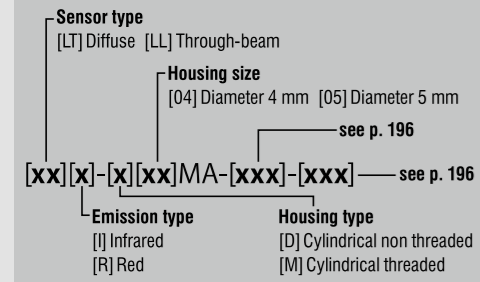 Sensor type
[LT] Diffuse [LL] Through-beam
Housing size
[04] Diameter 4 mm [05] Diameter 5 mm
see p. 196
[xx][x]-[x][xx]MA-[xxx]-[xxx] see p. 196
Emission type
[I] Infrared
[R] Red
Housing type
[D] Cylindrical non threaded
[M] Cylindrical threaded